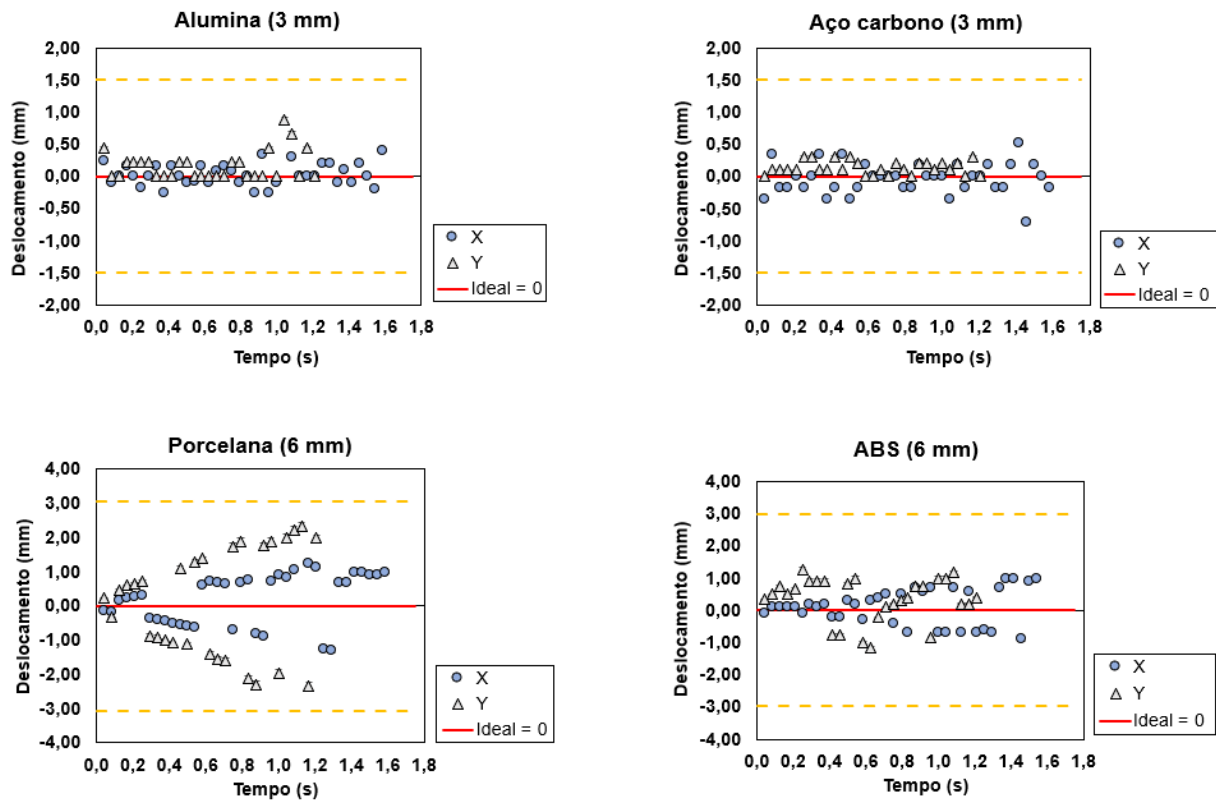 Alumina (3 mm)
Deslocamento (mm)
2,00
1,50
1,00
0,50
0,00
-0,50
-1,00
-1,50
-2,00
0,0 0,2 0,4 0,6 0,8 1,0 1,2 1,4 1,6 1,8
Tempo (s)
X
Y
Ideal = 0
Aço carbono (3 mm)
Deslocamento (mm)
2,00
1,50
1,00
0,50
0,00
-0,50
-1,00
-1,50
-2,00
0,0 0,2 0,4 0,6 0,8 1,0 1,2 1,4 1,6 1,8
Tempo (s)
X
Y
Ideal = 0
Porcelana (6 mm)
Deslocamento (mm)
4,00
3,00
2,00
1,00
0,00
-1,00
-2,00
-3,00
-4,00
0,0 0,2 0,4 0,6 0,8 1,0 1,2 1,4 1,6 1,8
Tempo (s)
X
Y
Ideal = 0
ABS (6 mm)
Deslocamento (mm)
4,00
3,00
2,00
1,00
0,00
-1,00
-2,00
-3,00
-4,00
0,0 0,2 0,4 0,6 0,8 1,0 1,2 1,4 1,6 1,8
Tempo (s)
X
Y
Ideal = 0